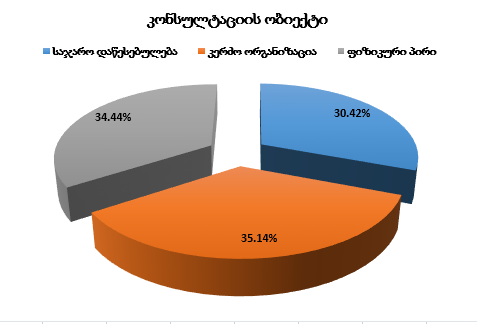 კონსულტაციის ობიექტი
საჯარო დაწესებულება კერძო ორგანიზაცია ფიზიკური პირი
34.44% 30.42%
35.14%